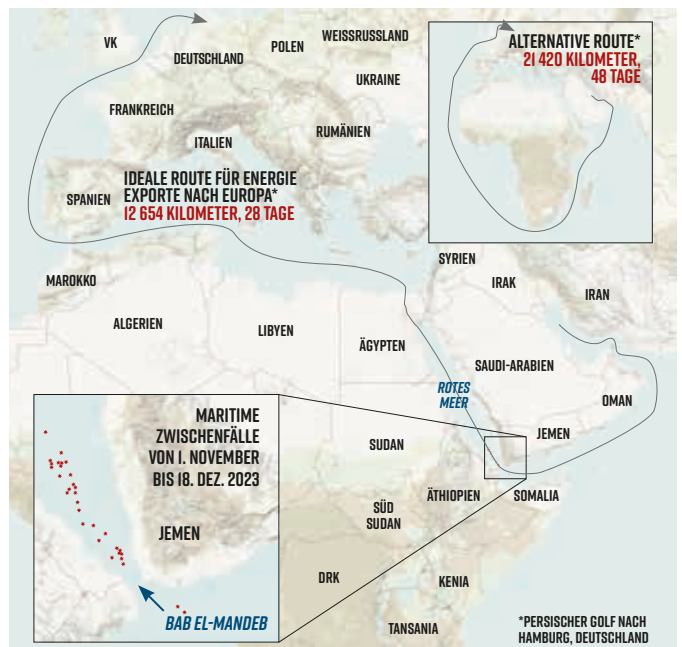 VK
DEUTSCHLAND
POLEN
WEISSRUSSLAND
UKRAINE
FRANKREICH
ITALIEN
RUMÄNIEN
SPANIEN
IDEALE ROUTE FÜR ENERGIE
EXPORTE NACH EUROPA*
12 654 KILOMETER, 28 TAGE
ALTERNATIVE ROUTE*
21 420 KILOMETER,
48 TAGE
SYRIEN
IRAK
IRAN
MAROKKO
ALGERIEN
LIBYEN
ÄGYPTEN
SAUDI-ARABIEN
OMAN
ROTES
MEER
JEMEN
SUDAN
ÄTHIOPIEN
SOMALIA
SÜD
SUDAN
DRK
KENIA
TANSANIA
MARITIME
ZWISCHENFÄLLE
VON 1. NOVEMBER
BIS 18. DEZ. 2023
JEMEN
BAB EL-MANDEB
*PERSISCHER GOLF NACH
HAMBURG, DEUTSCHLAND